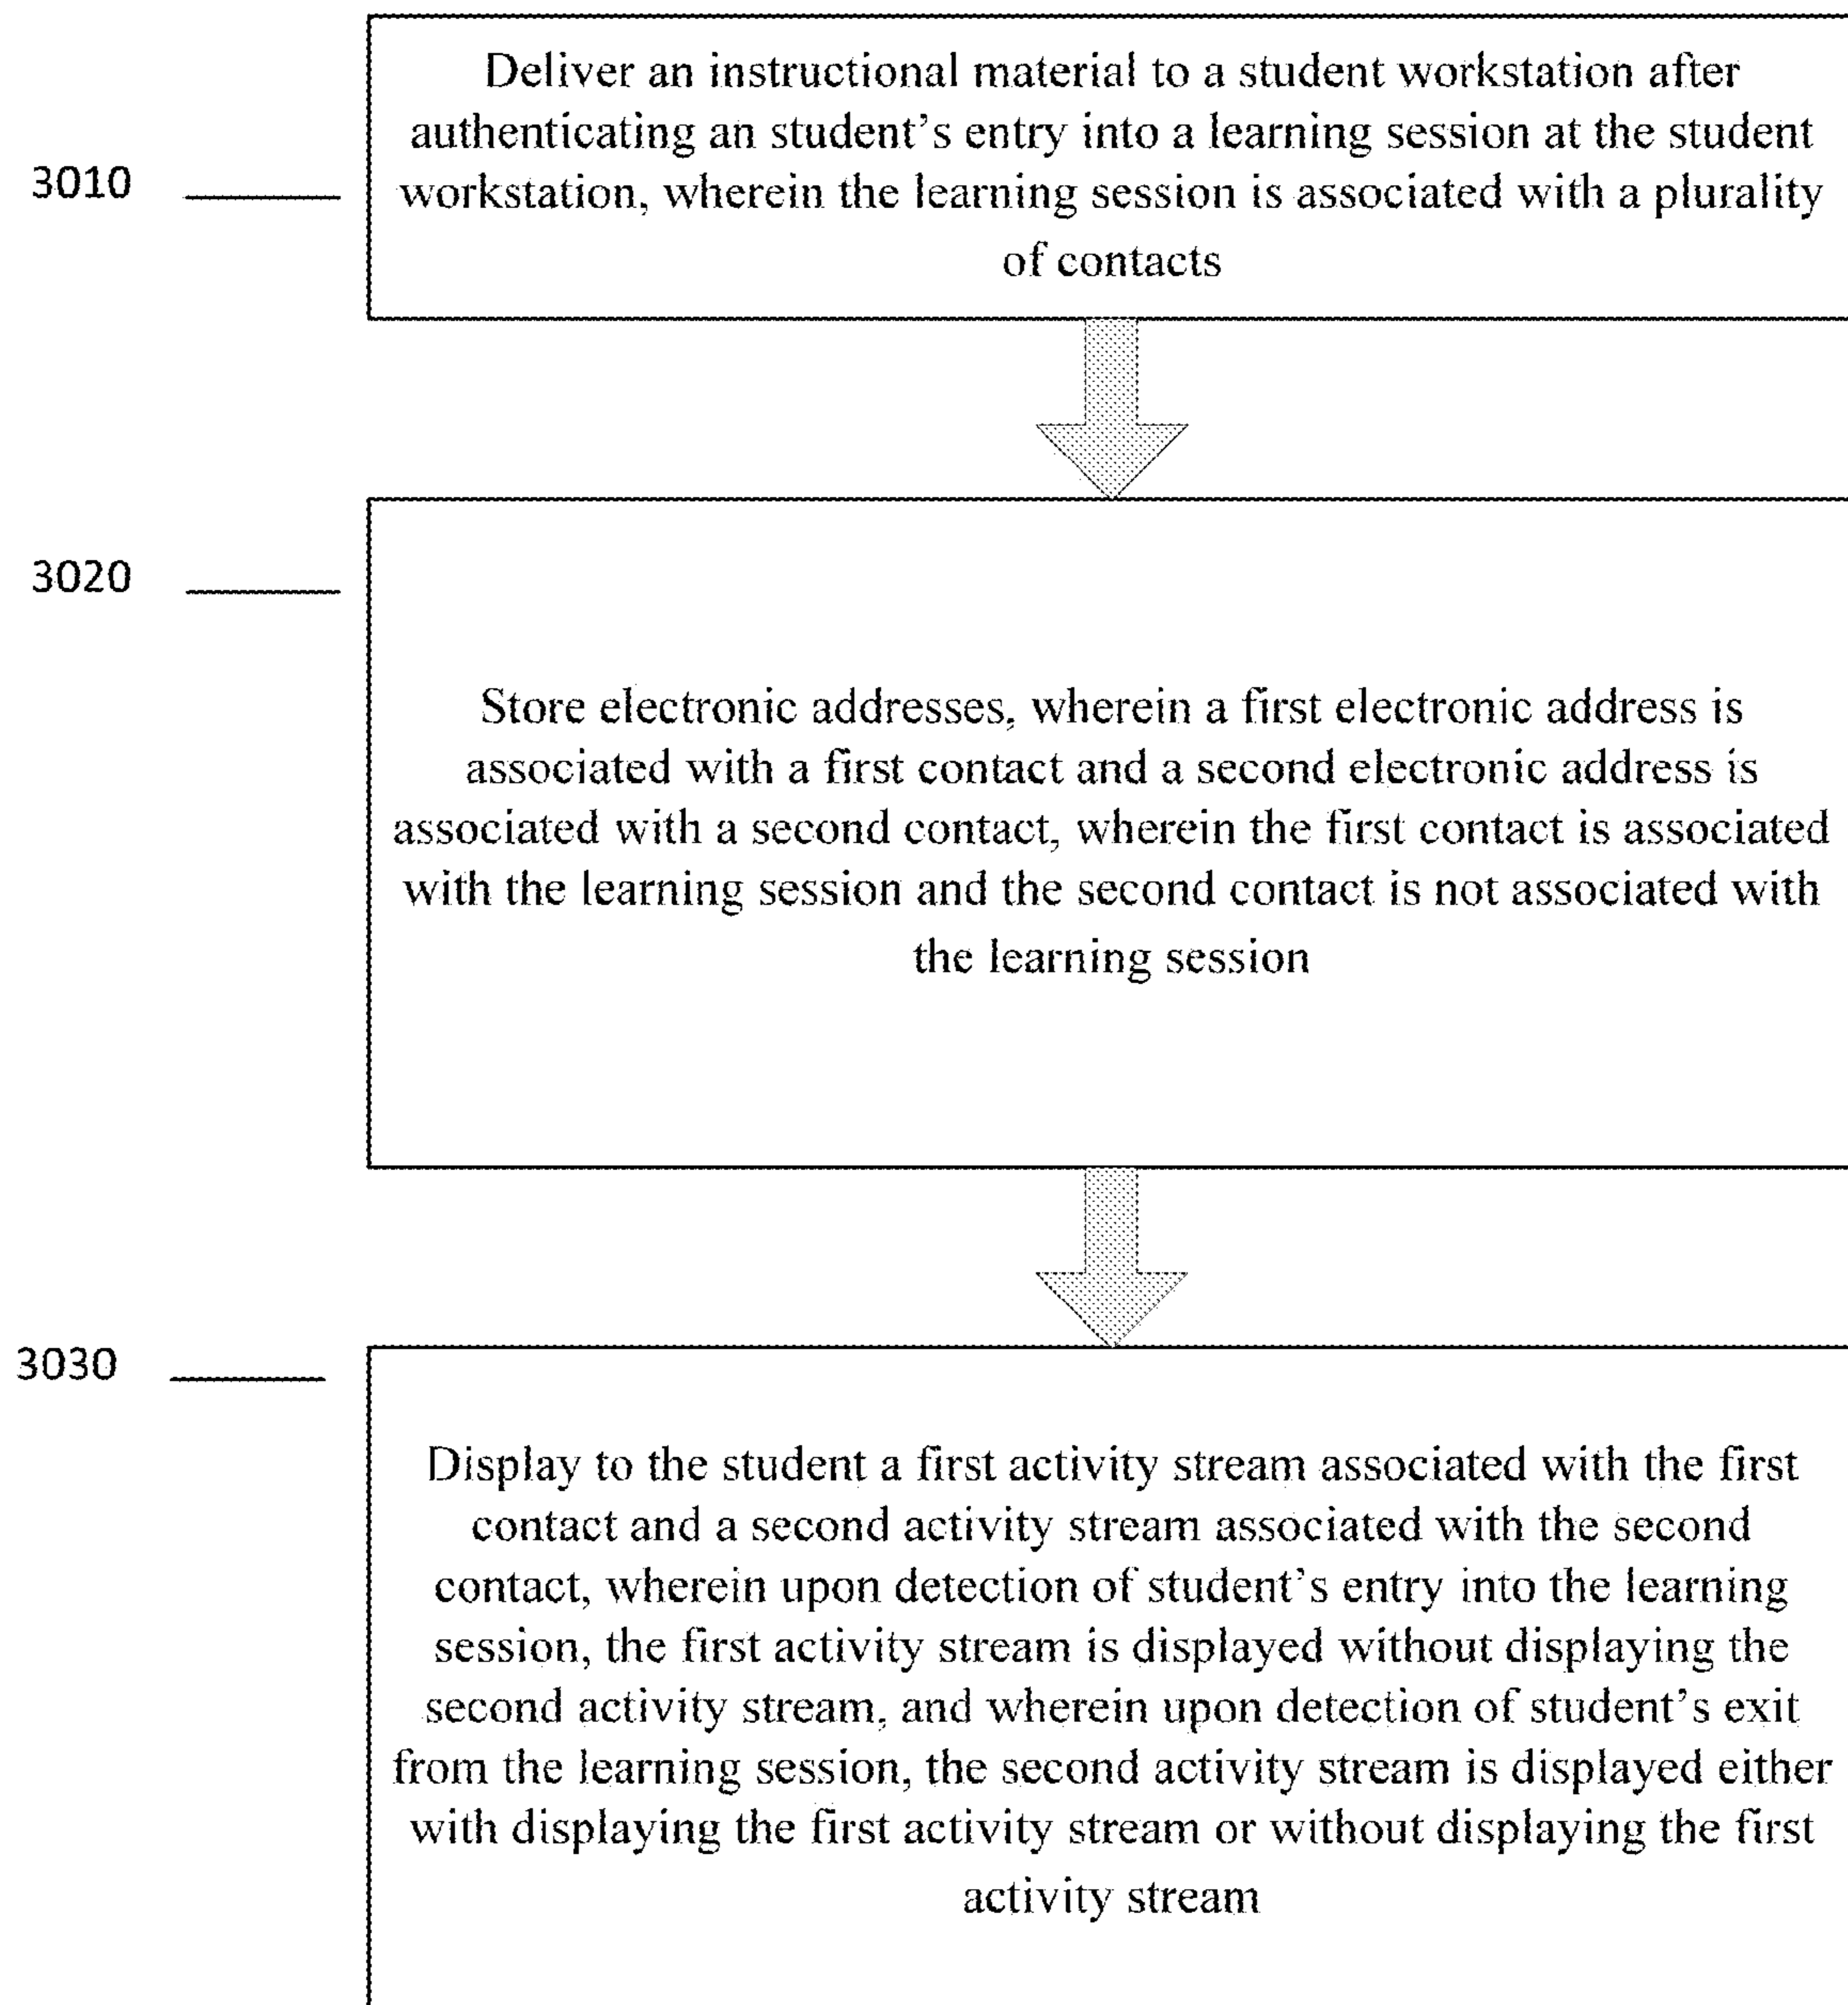 Deliver an instructional material to a student workstation after
authenticating an student's entry into a learning session at the student
3010
workstation, wherein the learning session is associated with a plurality
of contacts
3020
Store electronic addresses, wherein a first electronic address is
associated with a first contact and a second electronic address is
associated with a second contact, wherein the first contact is associated
with the learning session and the second contact is not associated with
the learning session
3030
Display to the student a first activity stream associated with the first
contact and a second activity stream associated with the second
contact, wherein upon detection of student's entry into the learning
session, the first activity stream is displayed without displaying the
second activity stream, and wherein upon detection of student's exit
from the learning session, the second activity stream is displayed either
with displaying the first activity stream or without displaying the first
activity stream